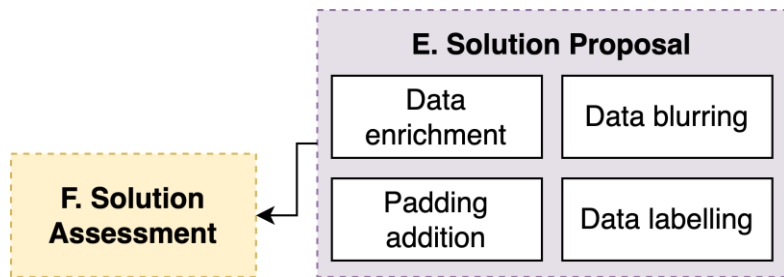 E. Solution Proposal
Data
enrichment
Data blurring
Padding
addition
Data labelling
F. Solution
Assessment